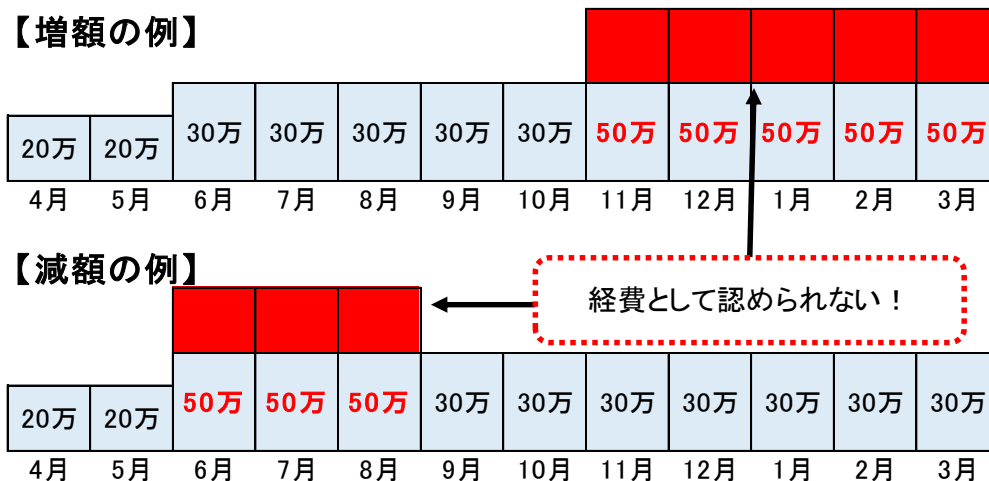 【増額の例】
20万 20万 30万 30万 30万 30万 30万 50万 50万 50万 50万 50万
4月 5月 6月 7月 8月 9月 10月 11月 12月 1月 2月 3月
【減額の例】
経費として認められない！
20万 20万 50万 50万 50万 30万 30万 30万 30万 30万 30万 30万
4月 5月 6月 7月 8月 9月 10月 11月 12月 1月 2月 3月